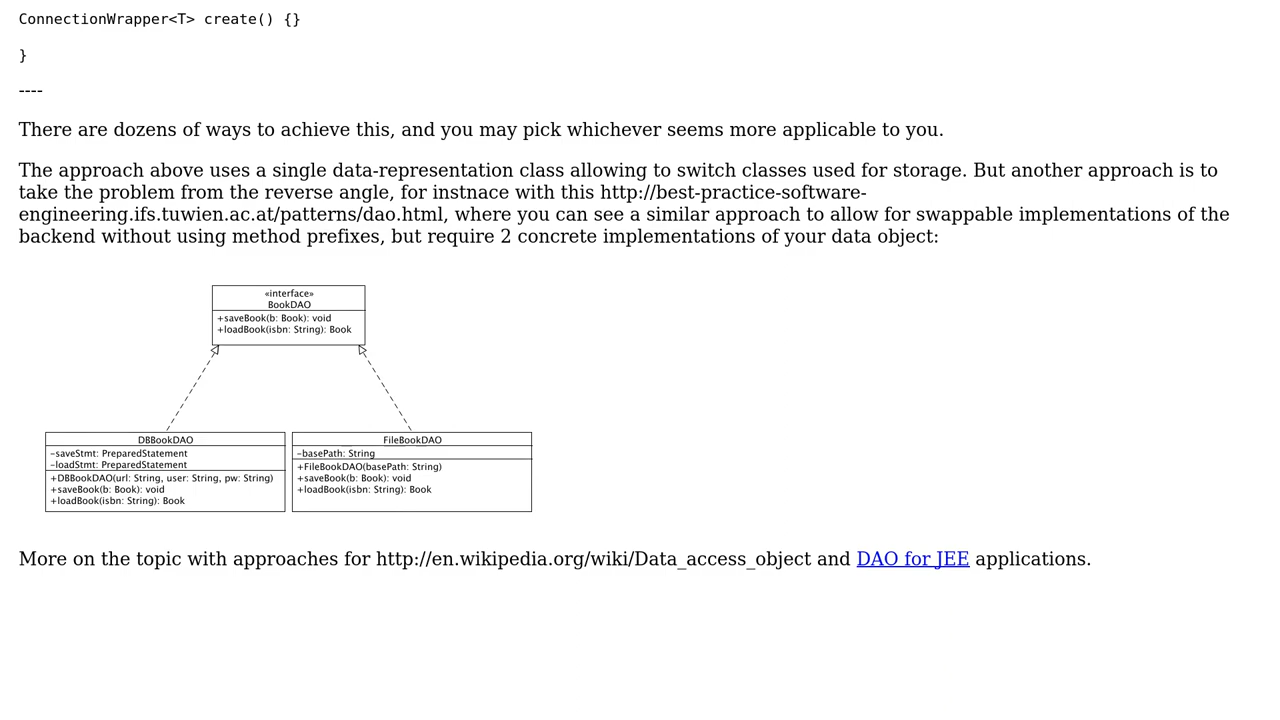 ConnectionWrapper<T> create() {}
}
----
There are dozens of ways to achieve this, and you may pick whichever seems more applicable to you.
The approach above uses a single data-representation class allowing to switch classes used for storage. But another approach is to
take the problem from the reverse angle, for instnace with this http://best-practice-software-
engineering.ifs.tuwien.ac.at/patterns/dao.html, where you can see a similar approach to allow for swappable implementations of the
backend without using method prefixes, but require 2 concrete implementations of your data object:
«interface»
BookDAO
+saveBook(b: Book): void
+loadBook(isbn: String): Book
DBBookDAO
-saveStmt: PreparedStatement
-loadStmt: PreparedStatement
+DBBookDAO(url: String, user: String, pw: String)
+saveBook(b: Book): void
+loadBook(isbn: String): Book
FileBookDAO
-basePath: String
+FileBookDAO(basePath: String)
+saveBook(b: Book): void
+loadBook(isbn: String): Book
More on the topic with approaches for http://en.wikipedia.org/wiki/Data_access_object and DAO for JEE applications.